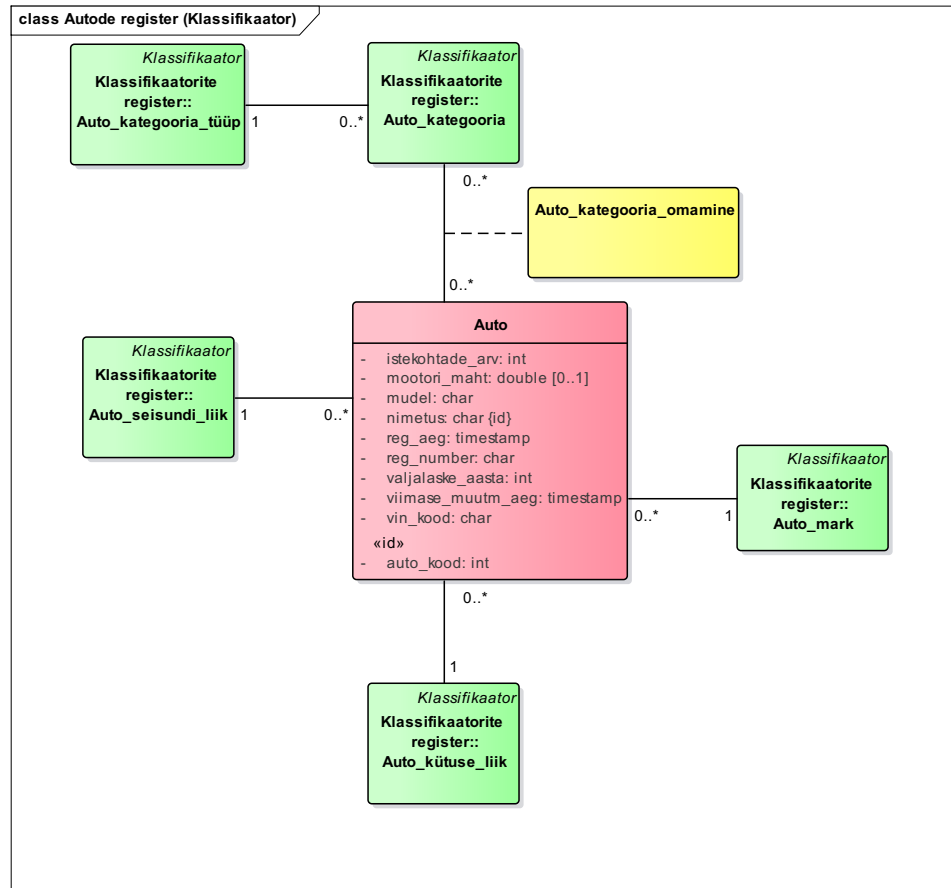 class Autode register (Klassifikaator)
Klassifikaator
Klassifikaatorite
register::
Auto_kategooria_tüüp
1
0..*
Klassifikaator
Klassifikaatorite
register::
Auto_kategooria
0..*
Auto_kategooria_omamine
0..*
Klassifikaator
Klassifikaatorite
register::
Auto_seisundi_liik
1
0..*
Auto
- istekohtade_arv: int
- mootori_maht: double [0..1]
- mudel: char
- nimetus: char {id}
- reg_aeg: timestamp
- reg_number: char
- valjalaske_aasta: int
- viimase_muutm_aeg: timestamp
- vin_kood: char
«id»
- auto_kood: int
0..*
1
Klassifikaator
Klassifikaatorite
register::
Auto_mark
0..*
1
Klassifikaator
Klassifikaatorite
register::
Auto_kütuse_liik